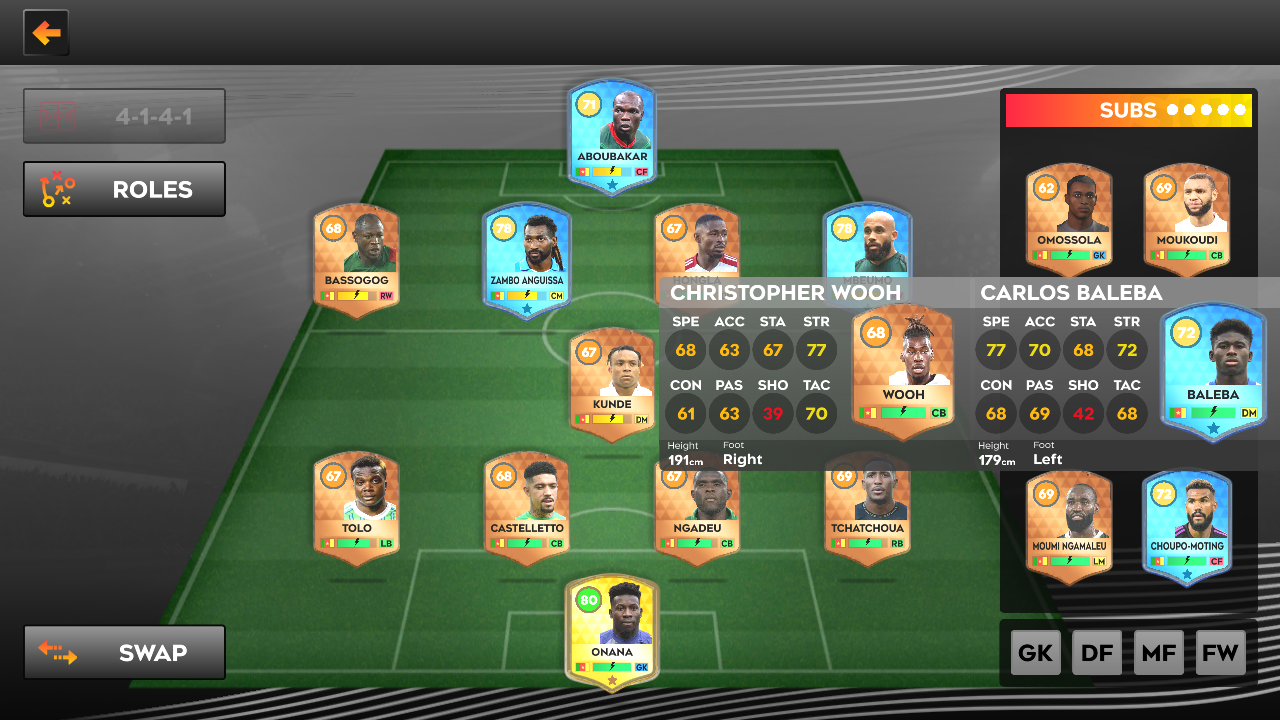 4-1-4-1
ROLES
SWAP
71
ABOUBAKAR
CF
68
BASSOGOG
RW
78
ZAMBO ANGUISSA
CM
67
HONGLA
78
MBEUMO
67
KUNDE
DM
67
TOLO
LB
68
CASTELLETTO
CB
67
NGADEU
CB
69
TCHATCHOUA
RB
80
ONANA
GK
SUBS
62
OMOSSOLA
GK
69
MOUKOUDI
CB
CHRISTOPHER WOOH
SPE ACC STA STR
68 63 67 77
CON PAS SHO TAC
61 63 39 70
Height Foot
191cm Right
68
WOOH
CB
CARLOS BALEBA
SPE ACC STA STR
77 70 68 72
CON PAS SHO TAC
68 69 42 68
Height Foot
179cm Left
72
BALEBA
DM
69
MOUMI NGAMALEU
LM
72
CHOUPO-MOTING
CF
GK DF MF FW